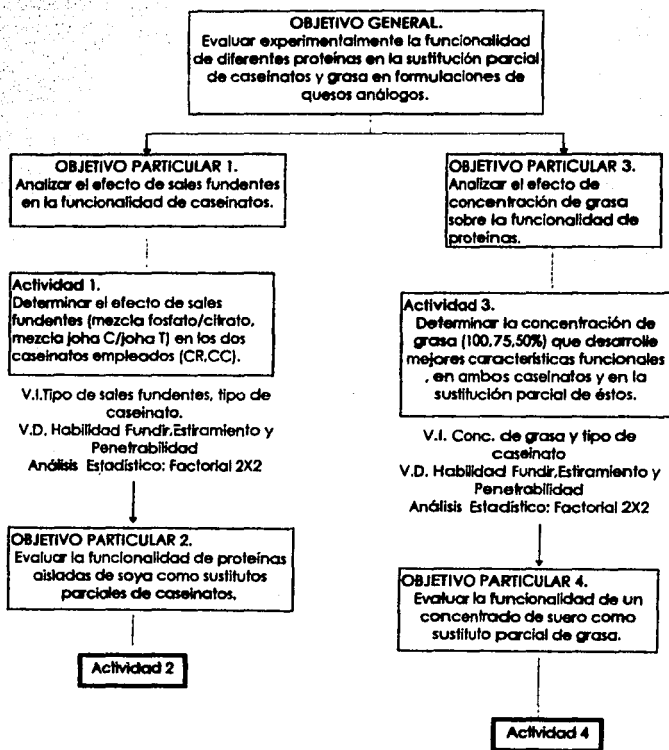 OBJETIVO GENERAL.
Evaluar experimentalmente la funcionalidad
de diferentes proteínas en la sustitución parcial
de caseinatos y grasa en formulaciones de
quesos análogos.
OBJETIVO PARTICULAR 1.
Analizar el efecto de sales fundentes
en la funcionalidad de caseinatos.
Actividad 1.
Determinar el efecto de sales
fundentes (mezcla fosfato/citrato,
mezcla joha C/joha T) en los dos
caseinatos empleados (CR,CC).
V.I.Tipo de sales fundentes, tipo de
caseinato.
V.D. Habilidad Fundir,Estiramiento y
Penetrabilidad
Análisis Estadístico: Factorial 2X2
OBJETIVO PARTICULAR 2.
Evaluar la funcionalidad de proteínas
aisladas de soya como sustitutos
parciales de caseinatos.
Actividad 2
OBJETIVO PARTICULAR 3.
Analizar el efecto de
concentración de grasa
sobre la funcionalidad de
proteínas.
Actividad 3.
Determinar la concentración de
grasa (100,75,50%) que desarrolle
mejores características funcionales
, en ambos caseinatos y en la
sustitución parcial de éstos.
V.I. Conc. de grasa y tipo de
caseinato
V.D. Habilidad Fundir,Estiramiento y
Penetrabilidad
Análisis Estadístico: Factorial 2X2
OBJETIVO PARTICULAR 4.
Evaluar la funcionalidad de un
concentrado de suero como
sustituto parcial de grasa.
Actividad 4